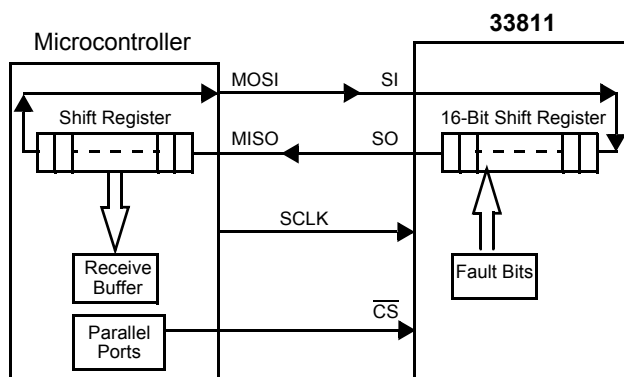 Microcontroller
33811
MOSI
SI
Shift Register
16-Bit Shift Register
MISO
SO
SCLK
Receive
Buffer
Fault Bits
Parallel
Ports
CS